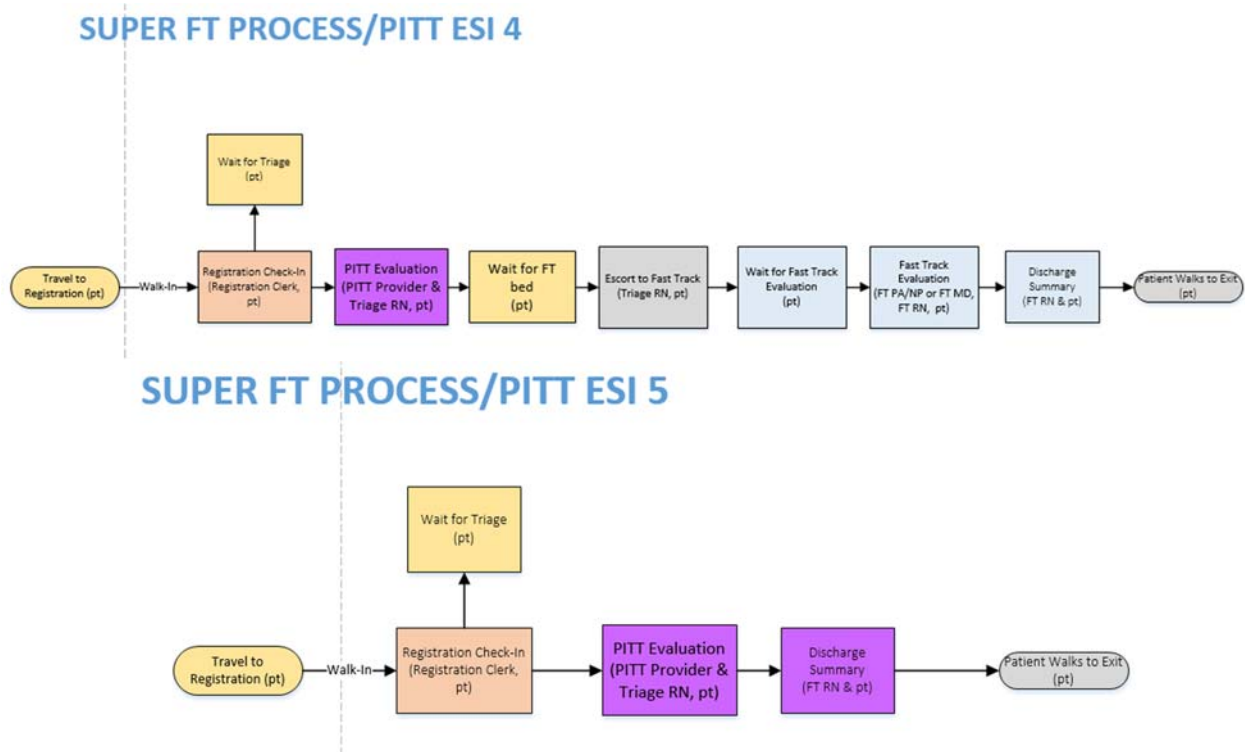 SUPER FT PROCESS/PITT ESI 4
Wait for Triage
(pt)
Travel to
Registration (pt)
Walk-In
Registration Check-In
(Registration Clerk,
pt)
PITT Evaluation
(PITT Provider &
Triage RN, pt)
Wait for FT
bed
(pt)
Escort to Fast Track
(Triage RN, pt)
Wait for Fast Track
Evaluation
(pt)
Fast Track
Evaluation
(FT PA/NP or FT MD,
FT RN, pt)
Discharge
Summary
(FT RN & pt)
Patient Walks to Exit
(pt)
SUPER FT PROCESS/PITT ESI 5
Wait for Triage
(pt)
Travel to
Registration (pt)
Walk-In
Registration Check-In
(Registration Clerk,
pt)
PITT Evaluation
(PITT Provider &
Triage RN, pt)
Discharge
Summary
(FT RN & pt)
Patient Walks to Exit
(pt)